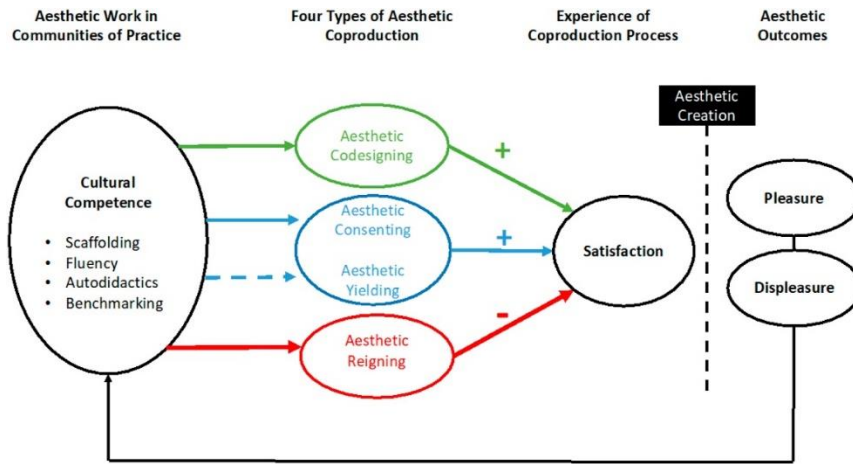 Aesthetic Work in
Communities of Practice
Four Types of Aesthetic
Coproduction
Experience of
Coproduction Process
Aesthetic
Outcomes
Aesthetic
Creation
Cultural
Competence
• Scaffolding
• Fluency
• Autodidactics
• Benchmarking
Aesthetic
Codesigning
+
Aesthetic
Consenting
+
Aesthetic
Yielding
Aesthetic
Reigning
-
Satisfaction
Pleasure
Displeasure